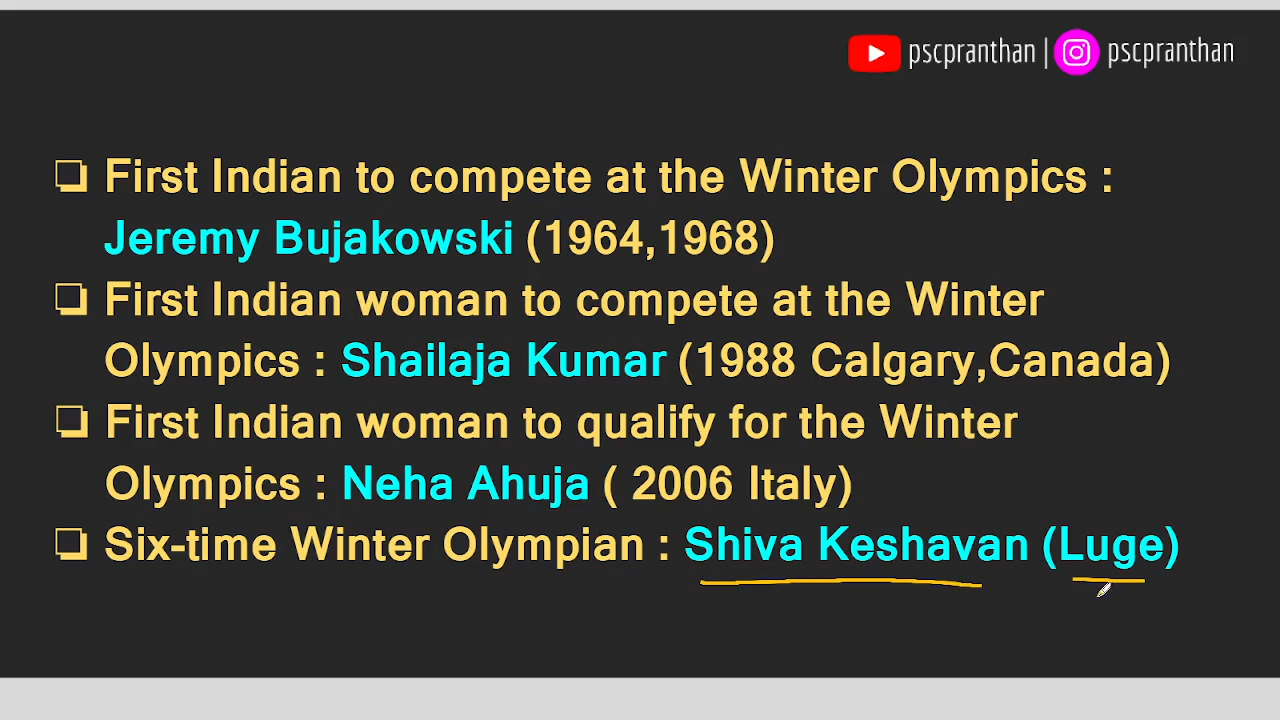 pscpranthan | pscpranthan
First Indian to compete at the Winter Olympics :
Jeremy Bujakowski (1964,1968)
First Indian woman to compete at the Winter
Olympics : Shailaja Kumar (1988 Calgary,Canada)
First Indian woman to qualify for the Winter
Olympics : Neha Ahuja ( 2006 Italy)
Six-time Winter Olympian : Shiva Keshavan (Luge)